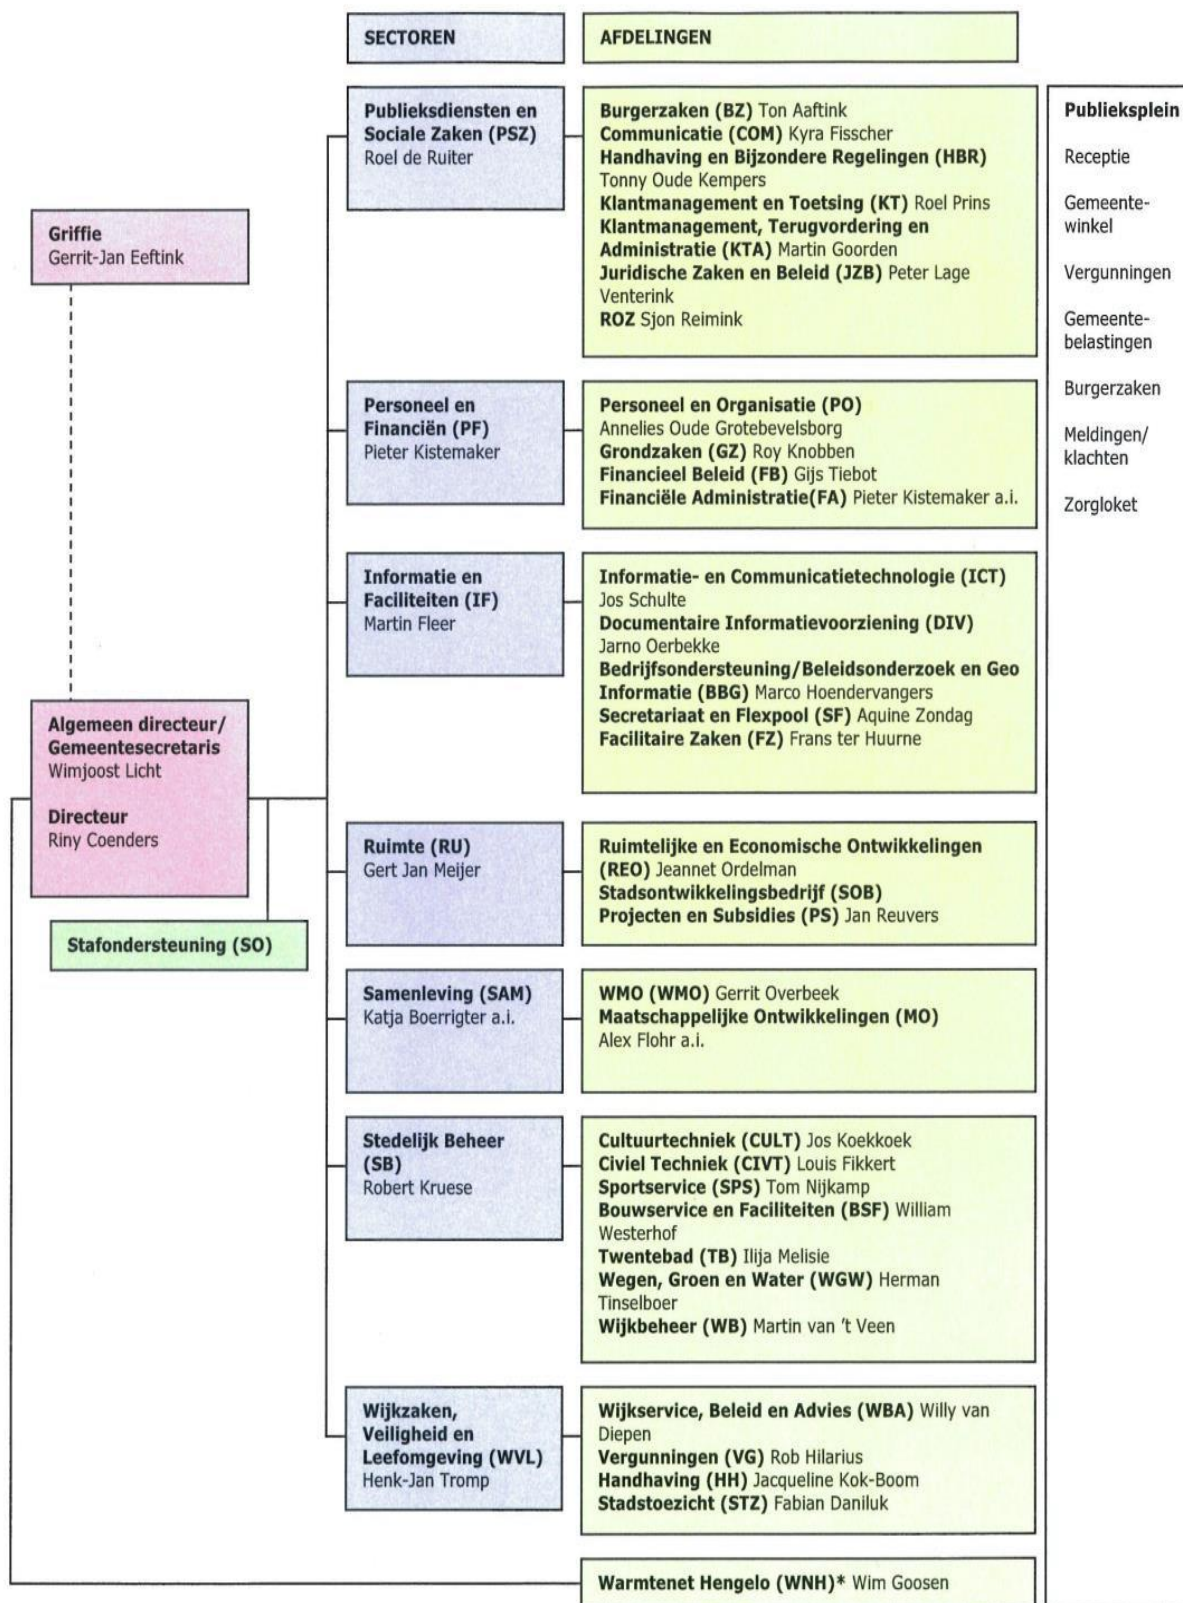 SECTOREN
AFDELINGEN
Publieksdiensten en
Sociale Zaken (PSZ)
Roel de Ruiter
Burgerzaken (BZ) Ton Aaftink
Communicatie (COM) Kyra Fisscher
Handhaving en Bijzondere Regelingen (HBR)
Tonny Oude Kempers
Klantmanagement en Toetsing (KT) Roel Prins
Klantmanagement, Terugvordering en
Administratie (KTA) Martin Goorden
Juridische Zaken en Beleid (JZB) Peter Lage
Venterink
ROZ Sjon Reimink
Publieksplein
Receptie
Gemeente-
winkel
Vergunningen
Gemeente-
belastingen
Burgerzaken
Meldingen/
klachten
Zorgloket
Griffie
Gerrit-Jan Eeftink
Personeel en
Financiën (PF)
Pieter Kistemaker
Personeel en Organisatie (PO)
Annelies Oude Grotebevelsborg
Grondzaken (GZ) Roy Knobben
Financieel Beleid (FB) Gijs Tiebot
Financiële Administratie(FA) Pieter Kistemaker a.i.
Informatie en
Faciliteiten (IF)
Martin Fleer
Informatie- en Communicatietechnologie (ICT)
Jos Schulte
Documentaire Informatievoorziening (DIV)
Jarno Oerbekke
Bedrijfsondersteuning/Beleidsonderzoek en Geo
Informatie (BBG) Marco Hoendervangers
Secretariaat en Flexpool (SF) Aquine Zondag
Facilitaire Zaken (FZ) Frans ter Huurne
Algemeen directeur/
Gemeentesecretaris
Wimjoost Licht
Directeur
Riny Coenders
Stafondersteuning (SO)
Ruimte (RU)
Gert Jan Meijer
Ruimtelijke en Economische Ontwikkelingen
(REO) Jeannet Ordelman
Stadsontwikkelingsbedrijf (SOB)
Projecten en Subsidies (PS) Jan Reuvers
Samenleving (SAM)
Katja Boerrigter a.i.
WMO (WMO) Gerrit Overbeek
Maatschappelijke Ontwikkelingen (MO)
Alex Flohr a.i.
Stedelijk Beheer
(SB)
Robert Kruese
Cultuurtechniek (CULT) Jos Koekkoek
Civiel Techniek (CIVT) Louis Fikkert
Sportservice (SPS) Tom Nijkamp
Bouwservice en Faciliteiten (BSF) William
Westerhof
Twentebad (TB) Ilija Melisie
Wegen, Groen en Water (WGW) Herman
Tinselboer
Wijkbeheer (WB) Martin van 't Veen
Wijkzaken,
Veiligheid en
Leefomgeving (WVL)
Henk-Jan Tromp
Wijkservice, Beleid en Advies (WBA) Willy van
Diepen
Vergunningen (VG) Rob Hilarius
Handhaving (HH) Jacqueline Kok-Boom
Stadstoezicht (STZ) Fabian Daniluk
Warmtenet Hengelo (WNH)* Wim Goosen